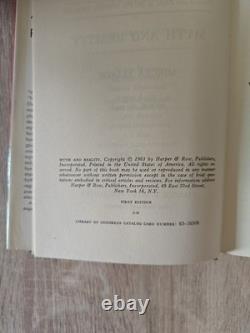 MYTH AND REALITY. Copyright © 1963 by Harper & Row, Publishers,
Incorporated. Printed in the United States of America. All rights
reserved. No part of this book may be used or reproduced in any manner
whatsoever without written permission except in the case of brief quo-
tations embodied in critical articles and reviews. For information address
Harper & Row, Publishers, Incorporated, 49 East 33rd Street,
New York 16, N.Y.
FIRST EDITION
LIBRARY OF CONGRESS CATALOG CARD NUMBER: